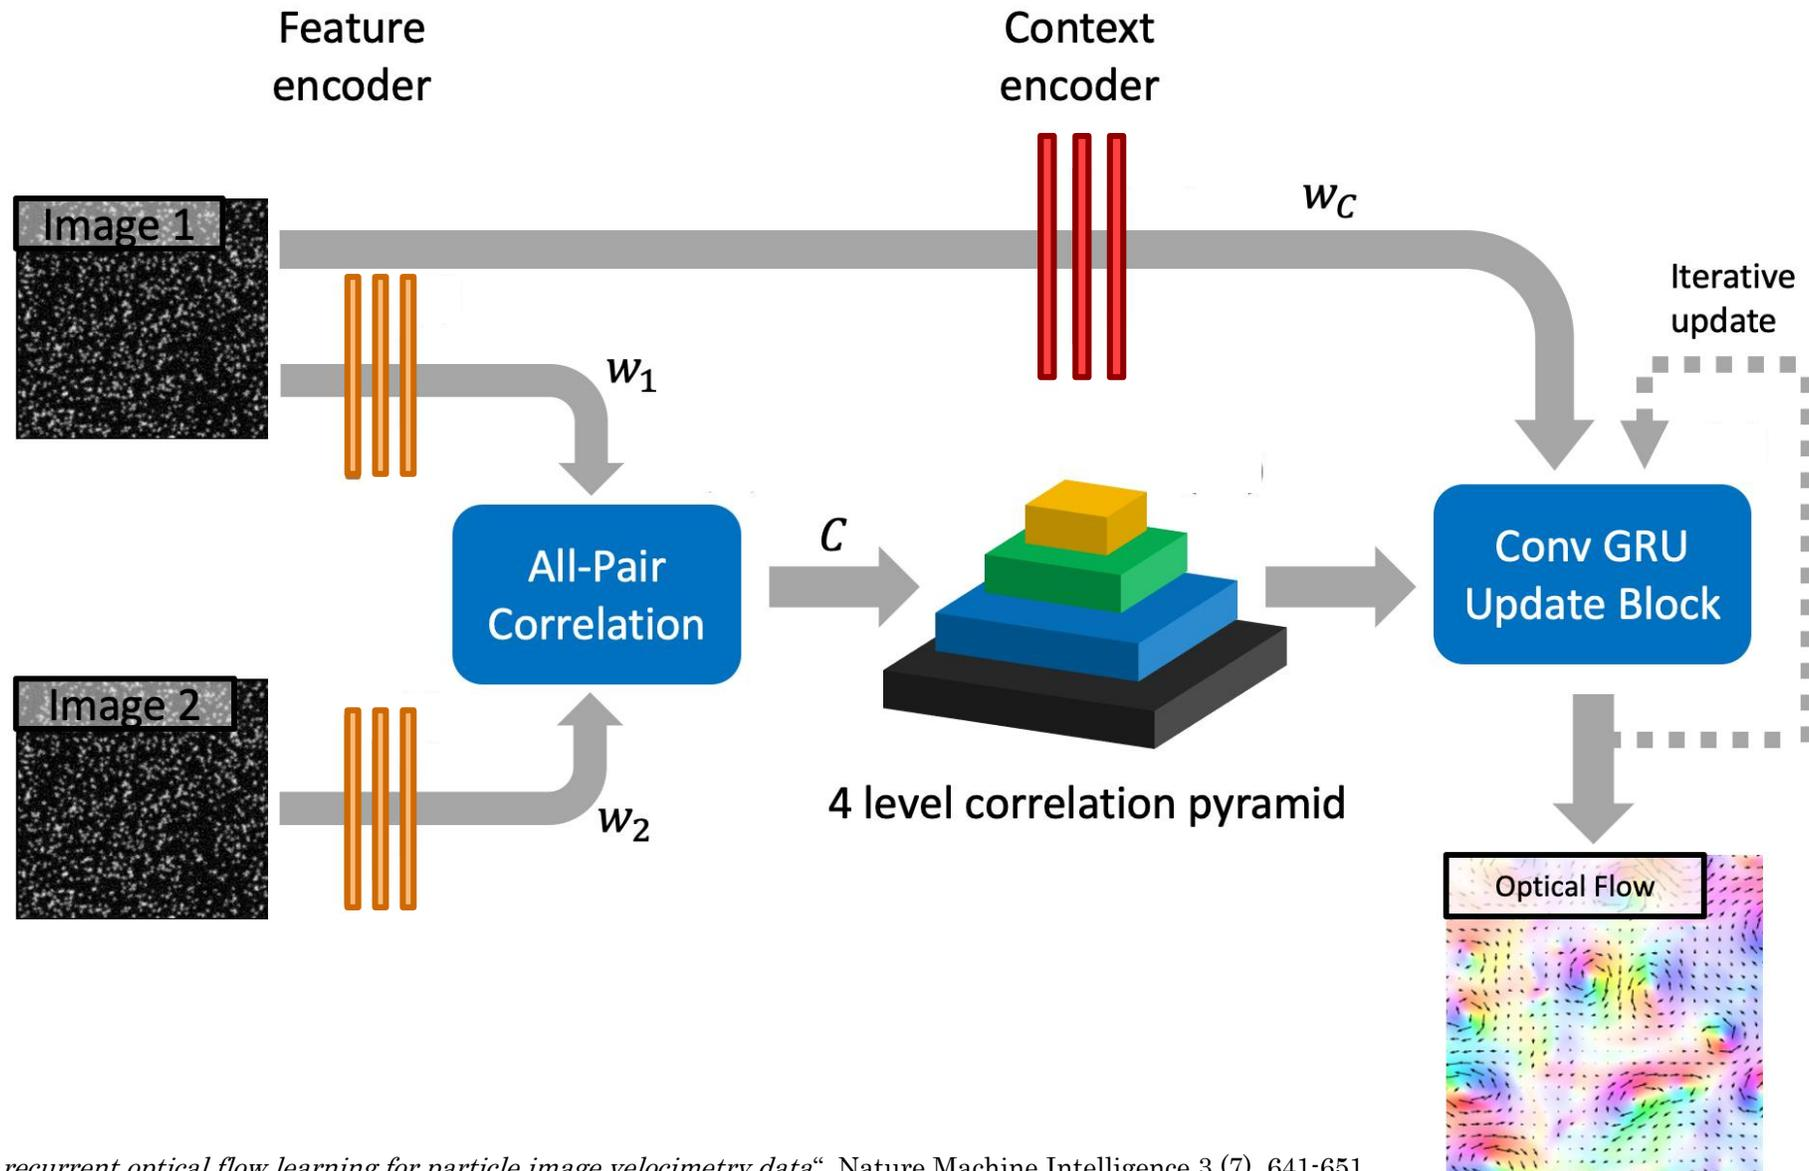 Feature
encoder
Context
encoder
Image 1
w_C
Iterative
update
w_1
All-Pair
Correlation
C
Conv GRU
Update Block
Image 2
w_2
4 level correlation pyramid
Optical Flow
recurrent optical flow learning for particle image velocimetry data“, Nature Machine Intelligence 3 (7), 641-651